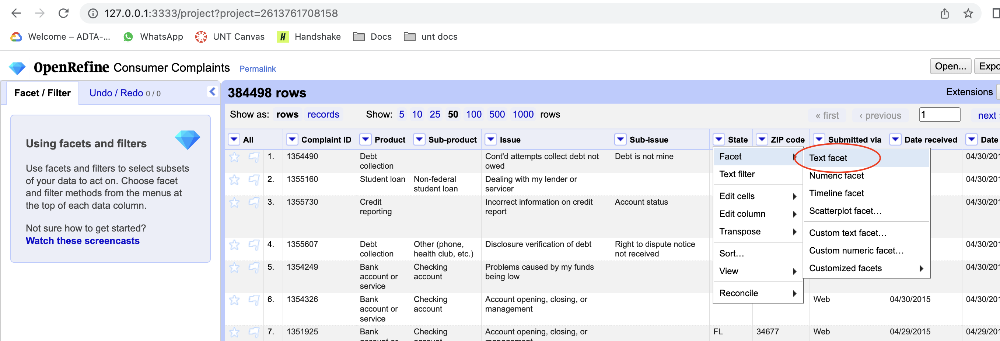 127.0.0.1:3333/project?project=2613761708158
Welcome – ADTA-... WhatsApp UNT Canvas H Handshake Docs unt docs
OpenRefine Consumer Complaints Permalink Open... Expo
Facet / Filter Undo / Redo 0 / 0
384498 rows Extensions
Show as: rows records Show: 5 10 25 50 100 500 1000 rows « first ‹ previous 1 next
Using facets and filters
Use facets and filters to select subsets
of your data to act on. Choose facet
and filter methods from the menus at
the top of each data column.
Not sure how to get started?
Watch these screencasts
All Complaint ID Product Sub-product Issue Sub-issue State ZIP code Submitted via Date received Date
1. 1354490 Debt collection Cont'd attempts collect debt not owed Debt is not mine 04/30/201
2. 1355160 Student loan Non-federal student loan Dealing with my lender or servicer 04/30/201
3. 1355730 Credit reporting Incorrect information on credit report Account status 04/30/201
4. 1355607 Debt collection Other (phone, health club, etc.) Disclosure verification of debt Right to dispute notice not received 04/30/201
5. 1354249 Bank account or service Checking account Problems caused by my funds being low 04/30/201
6. 1354326 Bank account or service Checking account Account opening, closing, or management Web 04/30/2015 04/30/201
7. 1351925 Bank account or Checking account Account opening, closing, or management FL 34677 Web 04/29/2015 04/29/201
Facet
Text filter
Edit cells
Edit column
Transpose
Sort…
View
Reconcile
Text facet
Numeric facet
Timeline facet
Scatterplot facet…
Custom text facet…
Custom numeric facet…
Customized facets